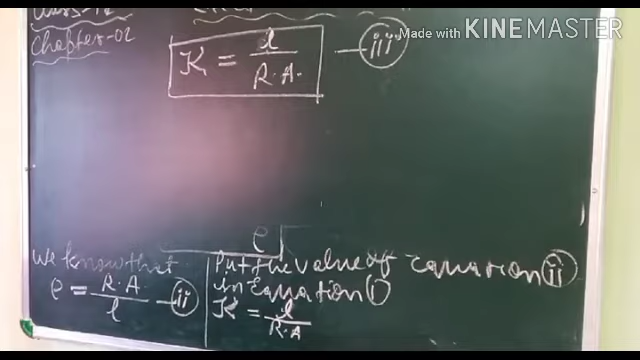 Chapter-02
K = l / R.A. — (iii)
Made with KINEMASTER
e
We know that
e = R.A. / l — (ii)
Put the value of equation (ii)
in Equation (i)
K = l / R.A